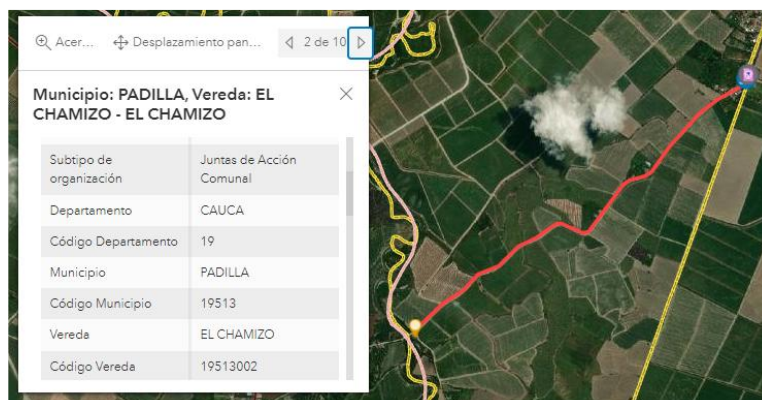 Acer... Desplazamiento pan... 2 de 10
Municipio: PADILLA, Vereda: EL
CHAMIZO - EL CHAMIZO
Subtipo de organización Juntas de Acción Comunal
Departamento CAUCA
Código Departamento 19
Municipio PADILLA
Código Municipio 19513
Vereda EL CHAMIZO
Código Vereda 19513002